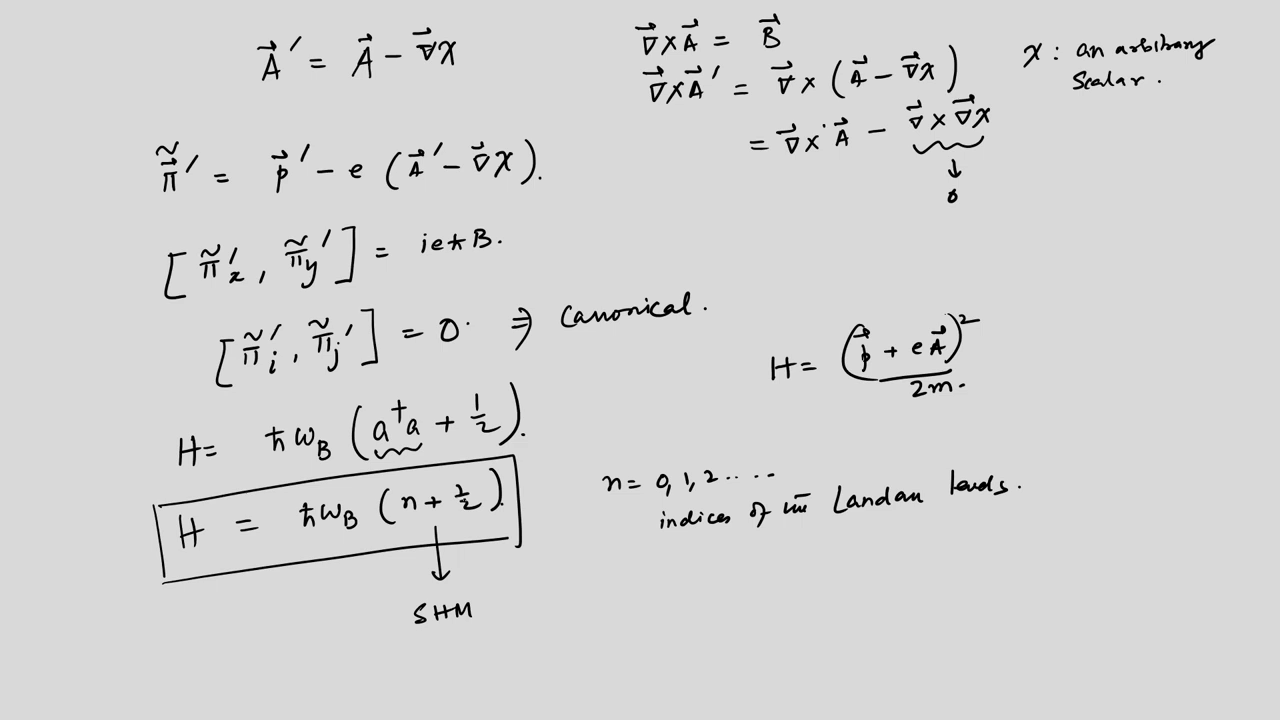 A⃗′ = A⃗ − ∇⃗χ
∇⃗×A⃗ = B⃗
∇⃗×A⃗′ = ∇⃗×(A⃗ − ∇⃗χ)
= ∇⃗×A⃗ − ∇⃗×∇⃗χ
↓
0
χ : an arbitrary
scalar.
π̃⃗′ = p⃗′ − e (A⃗′ − ∇⃗χ).
[π̃′x, π̃y′] = ieħB.
[π̃′i, π̃j′] = 0. ⇒ canonical.
H = (p⃗ + eA⃗)² / 2m.
H = ħωB (a†a + 1/2).
H = ħωB (n + 1/2).
↓
SHM
n = 0, 1, 2 .....
indices of the Landau levels.